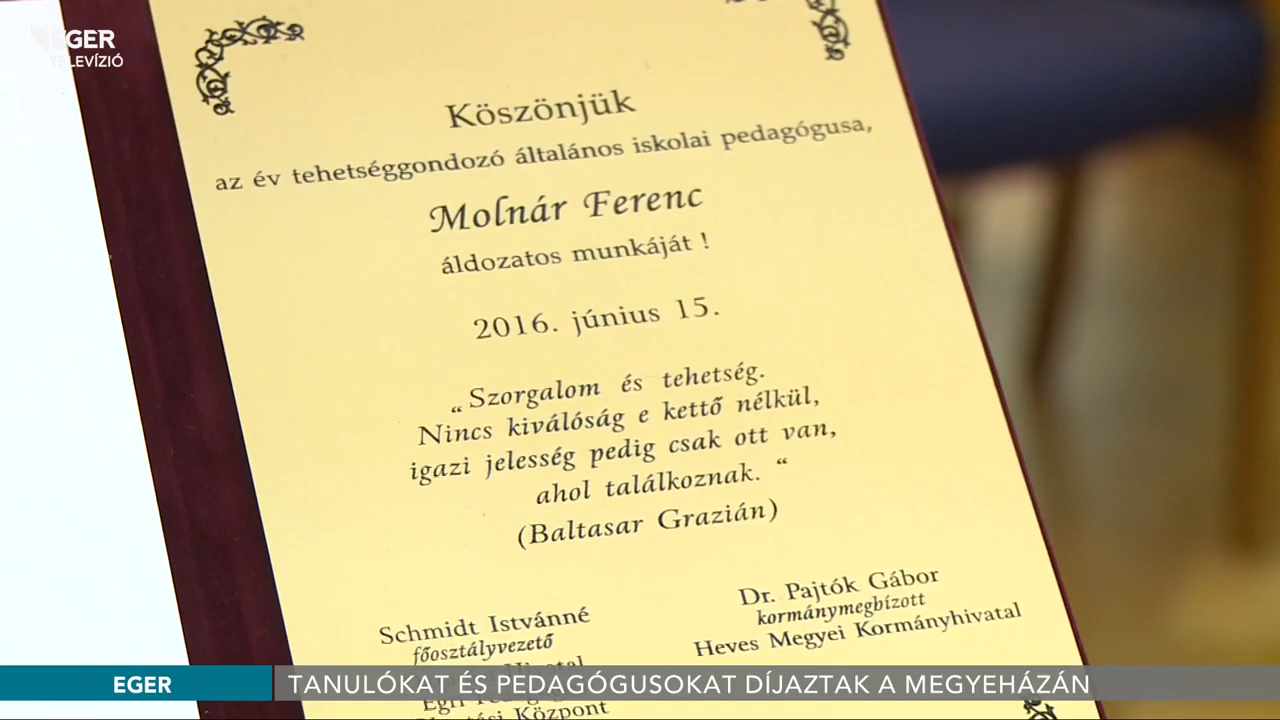 EGER
TELEVÍZIÓ
Köszönjük
az év tehetséggondozó általános iskolai pedagógusa,
Molnár Ferenc
áldozatos munkáját !
2016. június 15.
„ Szorgalom és tehetség.
Nincs kiválóság e kettő nélkül,
igazi jelesség pedig csak ott van,
ahol találkoznak. “
(Baltasar Grazián)
Schmidt Istvánné
főosztályvezető
Dr. Pajtók Gábor
kormánymegbízott
Heves Megyei Kormányhivatal
Központ
EGER
TANULÓKAT ÉS PEDAGÓGUSOKAT DÍJAZTAK A MEGYEHÁZÁN